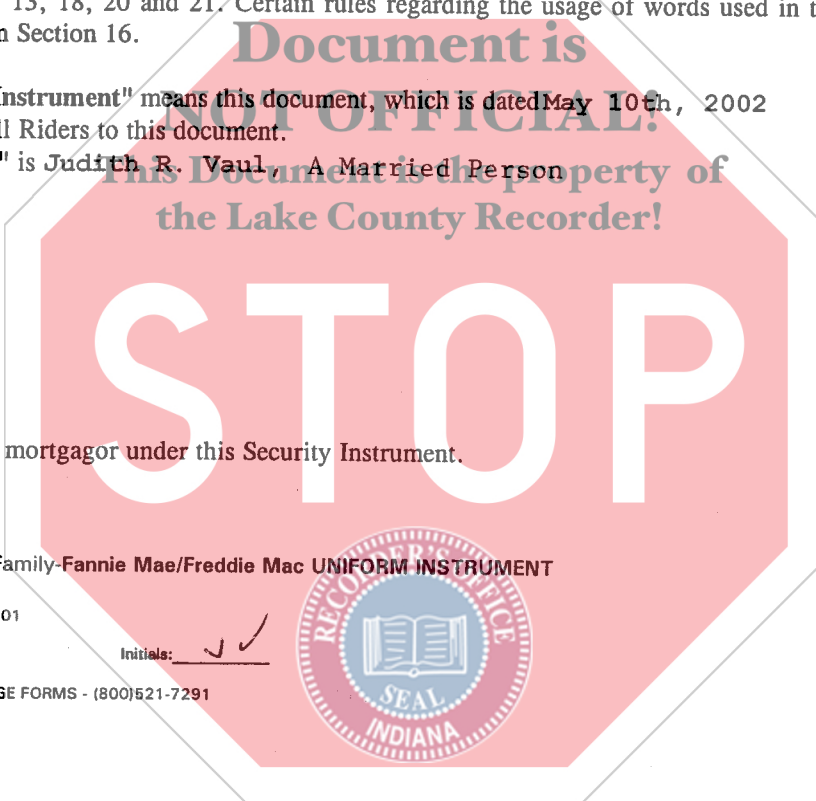 13, 18, 20 and 21. Certain rules regarding the usage of words used in t
n Section 16.
Document is
Instrument" means this document, which is dated May 10th, 2002
NOT OFFICIAL!
ll Riders to this document.
" is Judith R. Vaul, A Married Person
This Document is the property of
the Lake County Recorder!
STOP
mortgagor under this Security Instrument.
Family-Fannie Mae/Freddie Mac UNIFORM INSTRUMENT
01
Initials: JV
GE FORMS - (800)521-7291
RECORDER'S OFFICE
SEAL
INDIANA